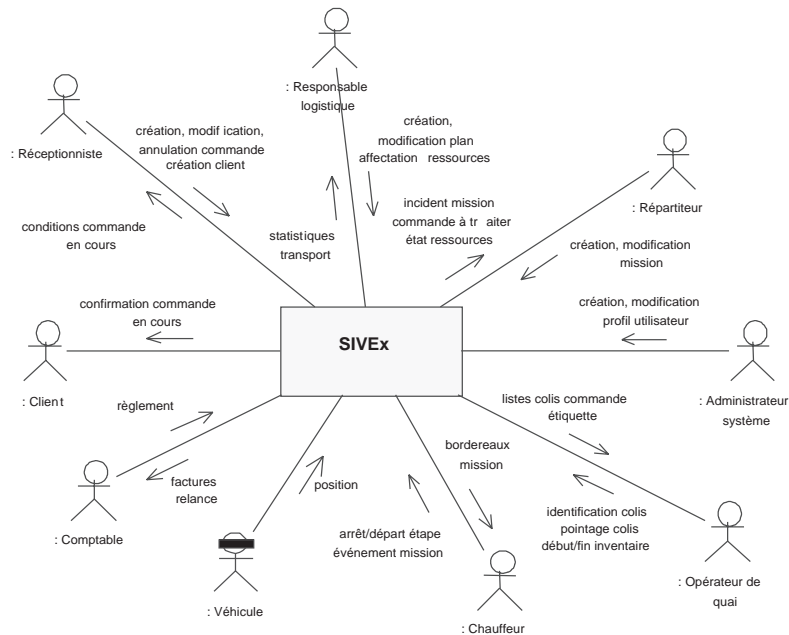 : Responsable
logistique
: Réceptionniste
création, modif ication,
annulation commande
création client
création,
modification plan
affectation ressources
: Répartiteur
conditions commande
en cours
statistiques
transport
incident mission
commande à tr aiter
état ressources
création, modification
mission
confirmation commande
en cours
SIVEx
création, modification
profil utilisateur
: Client
: Administrateur
système
règlement
listes colis commande
étiquette
factures
relance
position
bordereaux
mission
identification colis
pointage colis
début/fin inventaire
arrêt/départ étape
événement mission
: Comptable
: Véhicule
: Chauffeur
: Opérateur de
quai